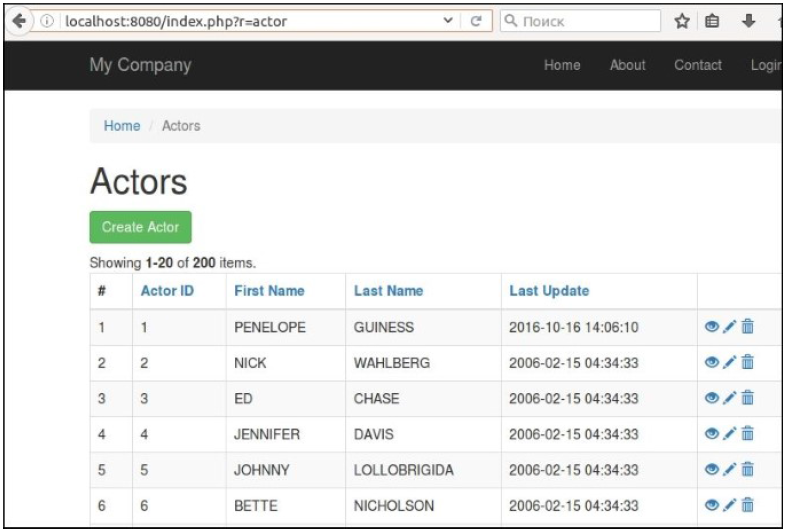 localhost:8080/index.php?r=actor Поиск
My Company Home About Contact Login
Home / Actors
Actors
Create Actor
Showing 1-20 of 200 items.
# Actor ID First Name Last Name Last Update
1 1 PENELOPE GUINESS 2016-10-16 14:06:10
2 2 NICK WAHLBERG 2006-02-15 04:34:33
3 3 ED CHASE 2006-02-15 04:34:33
4 4 JENNIFER DAVIS 2006-02-15 04:34:33
5 5 JOHNNY LOLLOBRIGIDA 2006-02-15 04:34:33
6 6 BETTE NICHOLSON 2006-02-15 04:34:33